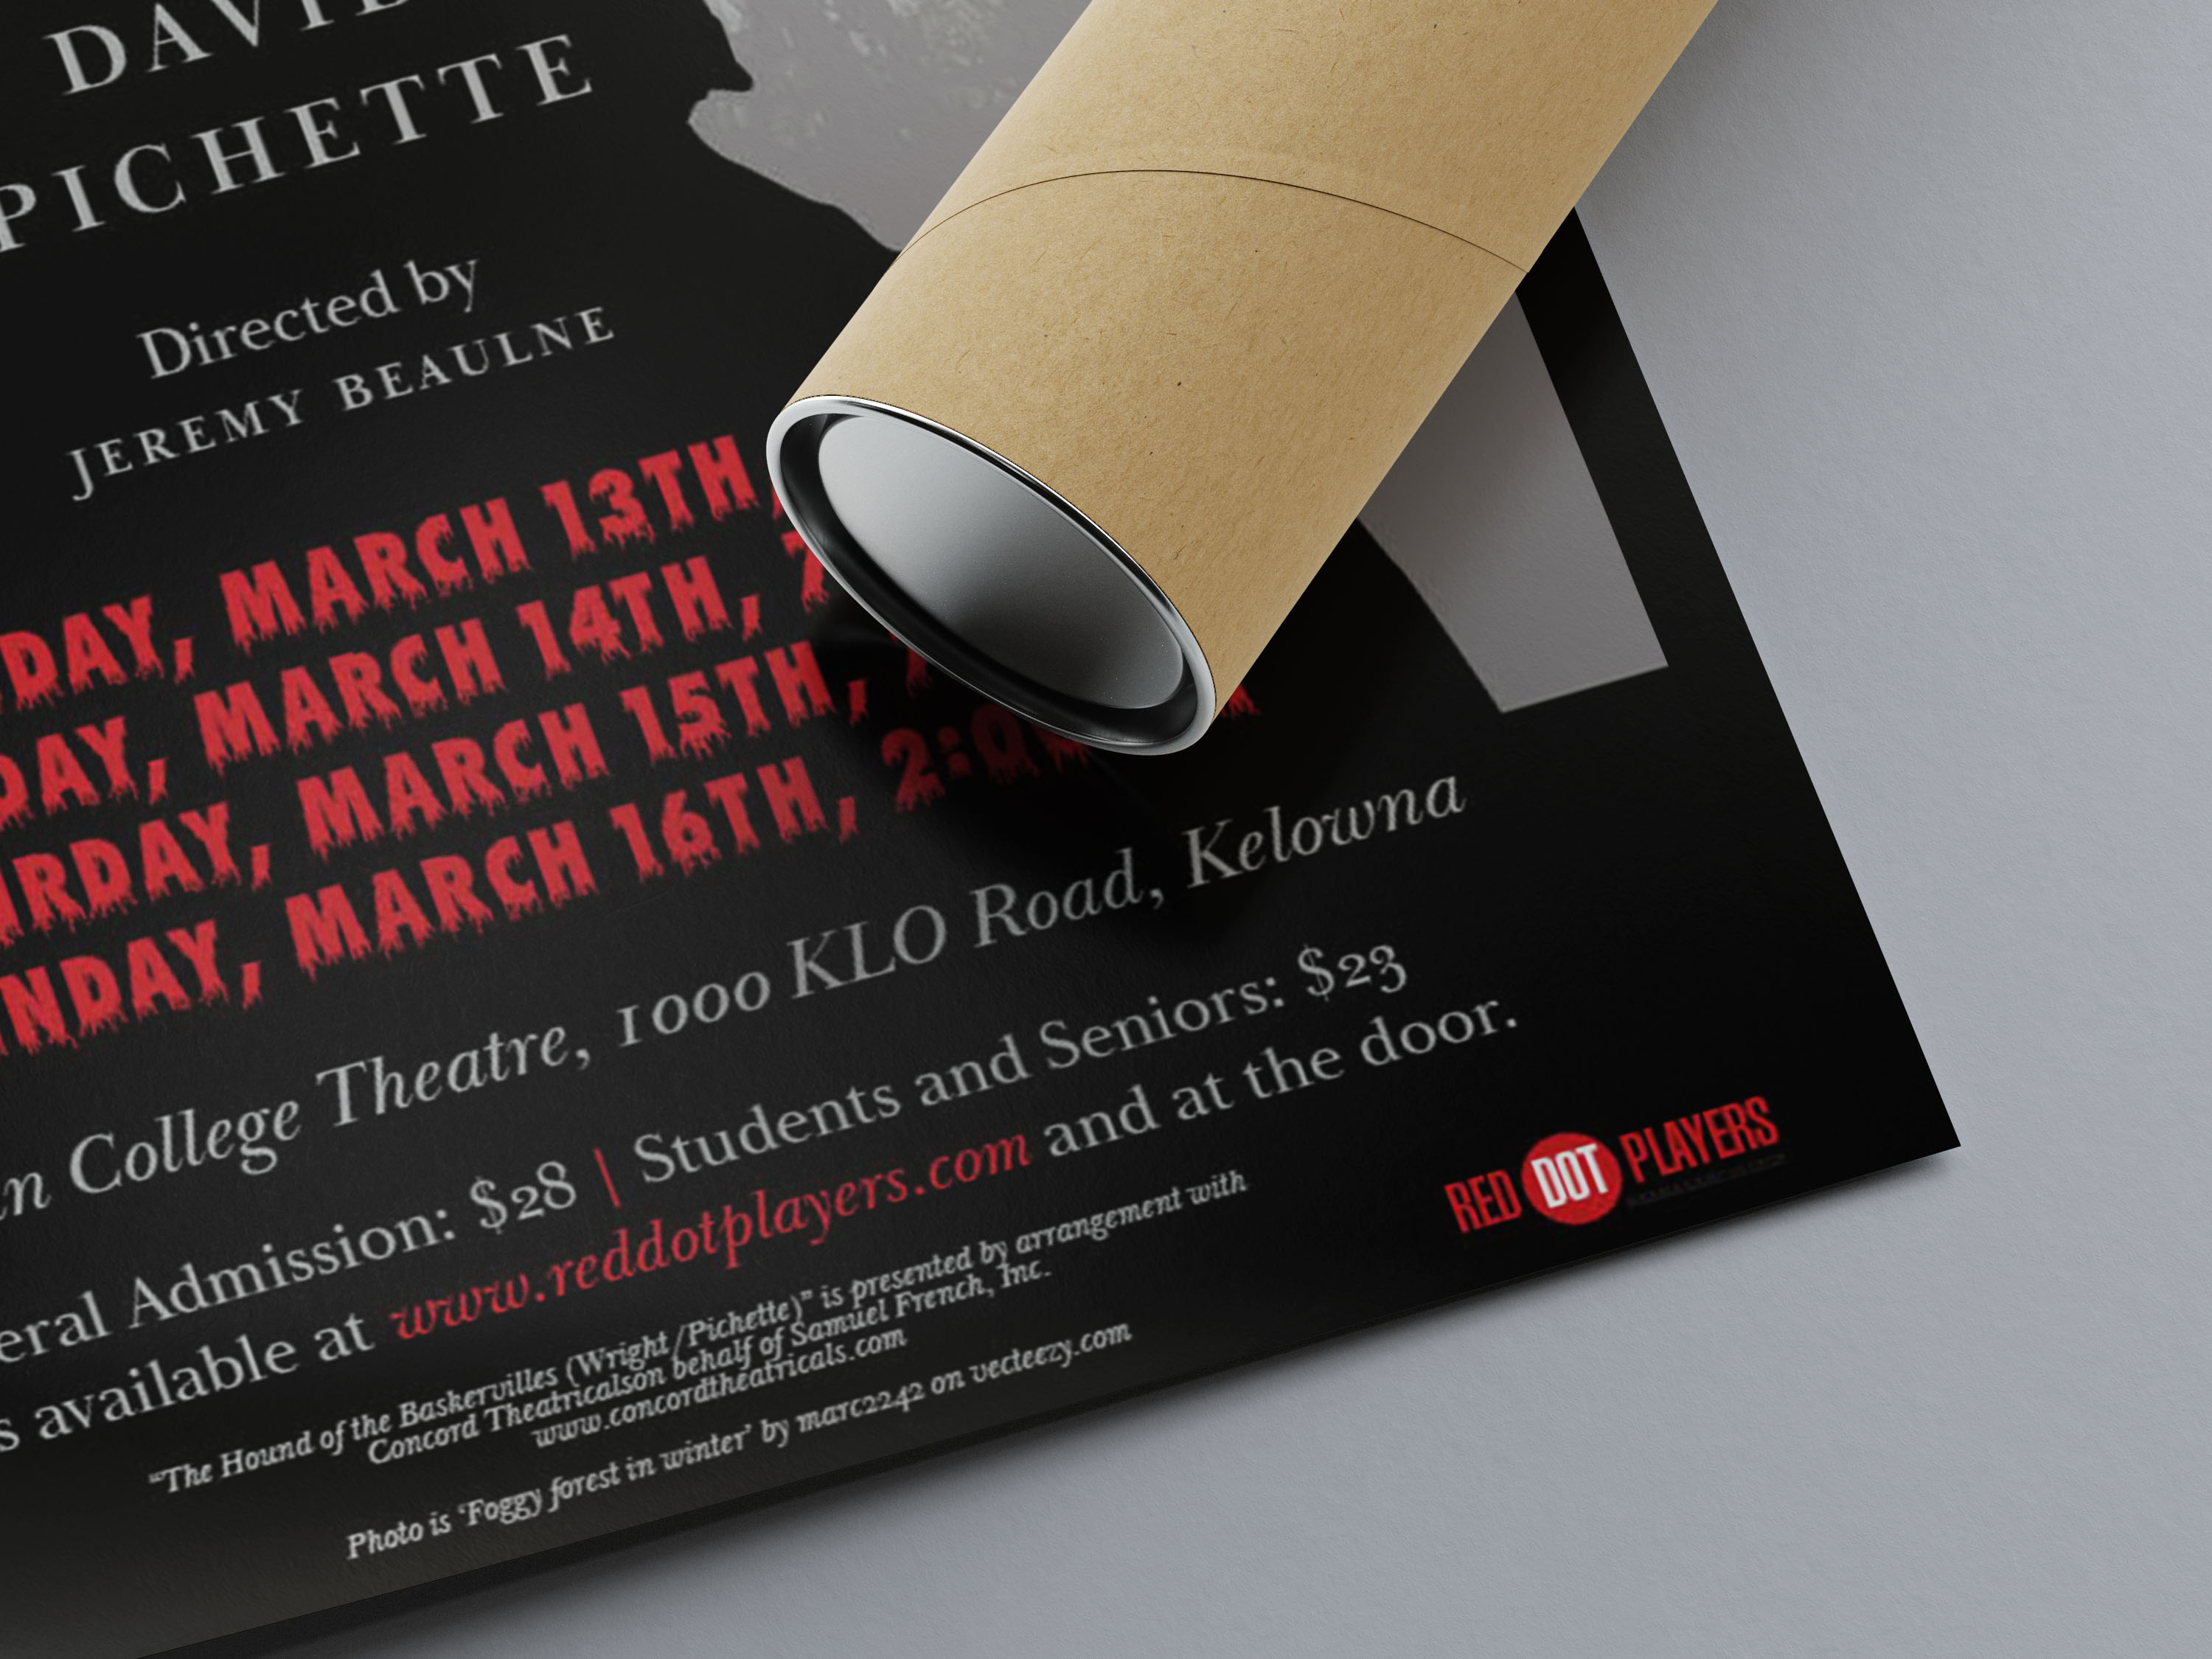 DAVID
PICHETTE
Directed by
JEREMY BEAULNE
DAY, MARCH 13TH,
DAY, MARCH 14TH, 7
RDAY, MARCH 15TH,
NDAY, MARCH 16TH, 2:0
n College Theatre, 1000 KLO Road, Kelowna
eral Admission: $28 | Students and Seniors: $23
s available at www.reddotplayers.com and at the door.
"The Hound of the Baskervilles (Wright/Pichette)" is presented by arrangement with
Concord Theatricalson behalf of Samuel French, Inc.
www.concordtheatricals.com
Photo is 'Foggy forest in winter' by marc2242 on vecteezy.com
RED DOT PLAYERS